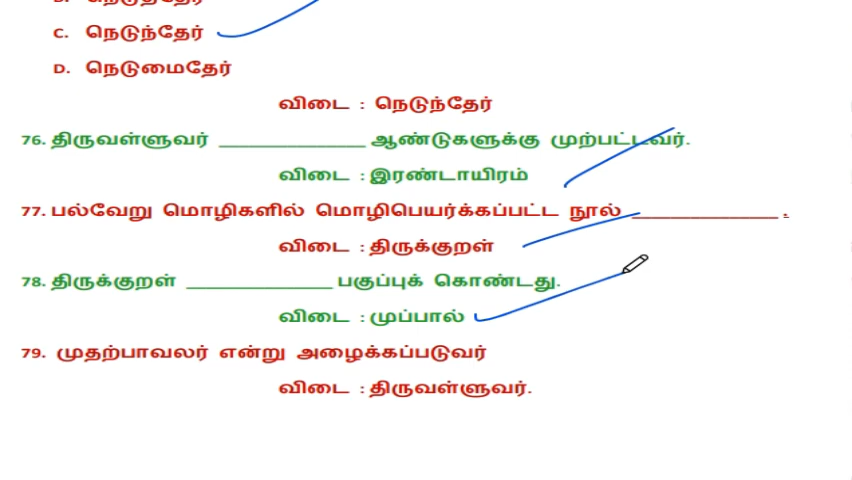 C. நெடுந்தேர்
D. நெடுமைதேர்
விடை : நெடுந்தேர்
76. திருவள்ளுவர் ______________ ஆண்டுகளுக்கு முற்பட்டவர்.
விடை : இரண்டாயிரம்
77. பல்வேறு மொழிகளில் மொழிபெயர்க்கப்பட்ட நூல் ______________ .
விடை : திருக்குறள்
78. திருக்குறள் ______________ பகுப்புக் கொண்டது.
விடை : முப்பால்
79. முதற்பாவலர் என்று அழைக்கப்படுவர்
விடை : திருவள்ளுவர்.